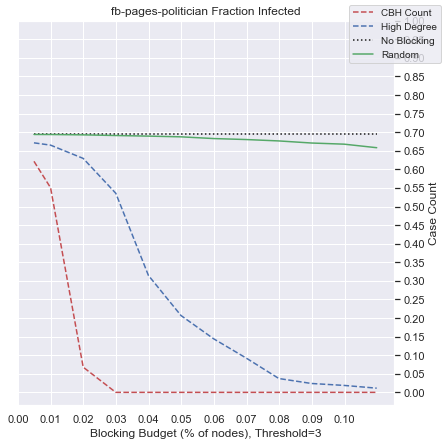 fb-pages-politician Fraction Infected
CBH Count
High Degree
No Blocking
Random
1.00
0.90
0.85
0.80
0.75
0.70
0.65
0.60
0.55
0.50
0.45
0.40
0.35
0.30
0.25
0.20
0.15
0.10
0.05
0.00
Case Count
0.00 0.01 0.02 0.03 0.04 0.05 0.06 0.07 0.08 0.09 0.10
Blocking Budget (% of nodes), Threshold=3